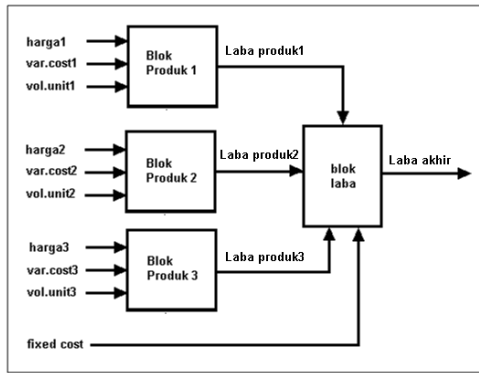 harga1
var.cost1
vol.unit1
Blok
Produk 1
Laba produk1
harga2
var.cost2
vol.unit2
Blok
Produk 2
Laba produk2
harga3
var.cost3
vol.unit3
Blok
Produk 3
Laba produk3
fixed cost
blok
laba
Laba akhir